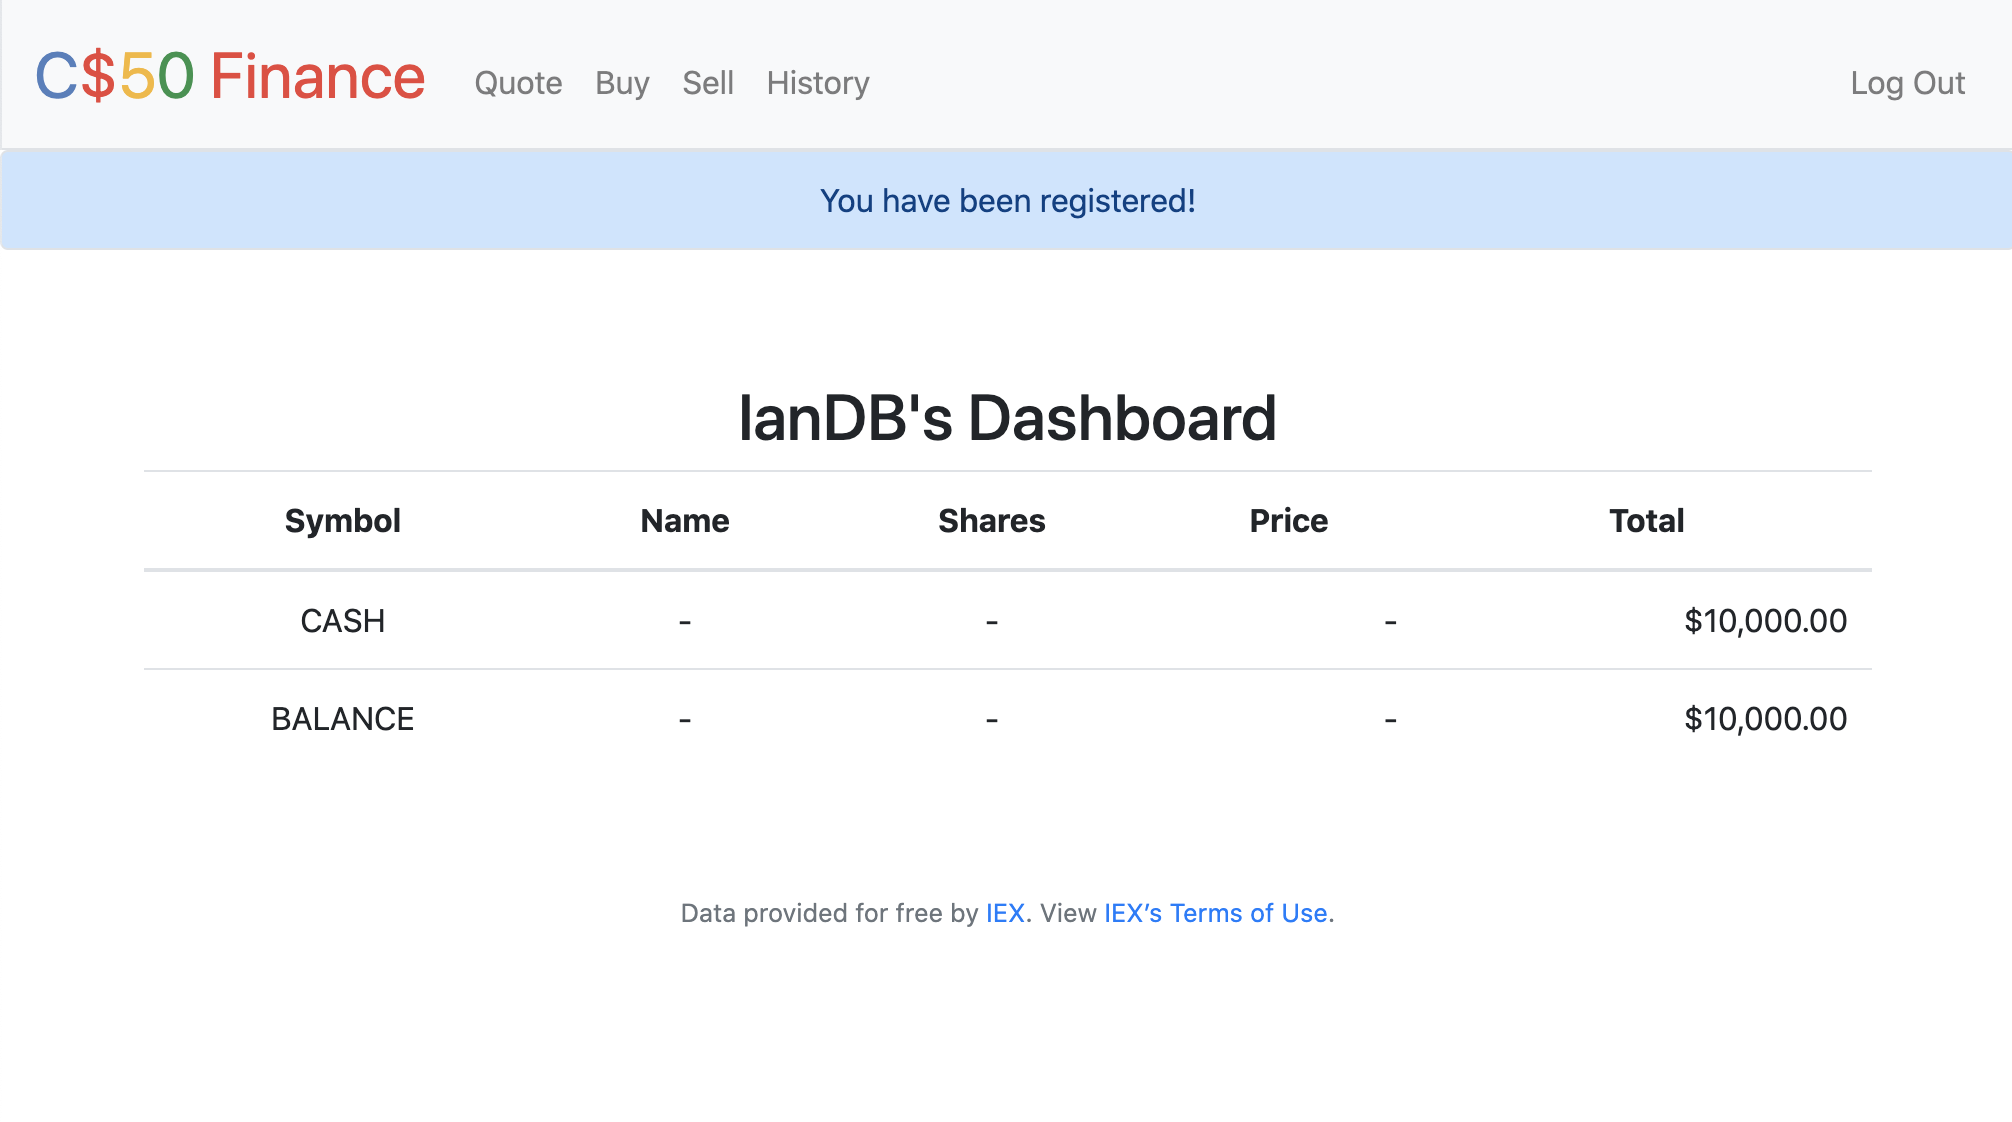 C$50 Finance Quote Buy Sell History Log Out
You have been registered!
IanDB's Dashboard
Symbol Name Shares Price Total
CASH - - - $10,000.00
BALANCE - - - $10,000.00
Data provided for free by IEX. View IEX’s Terms of Use.